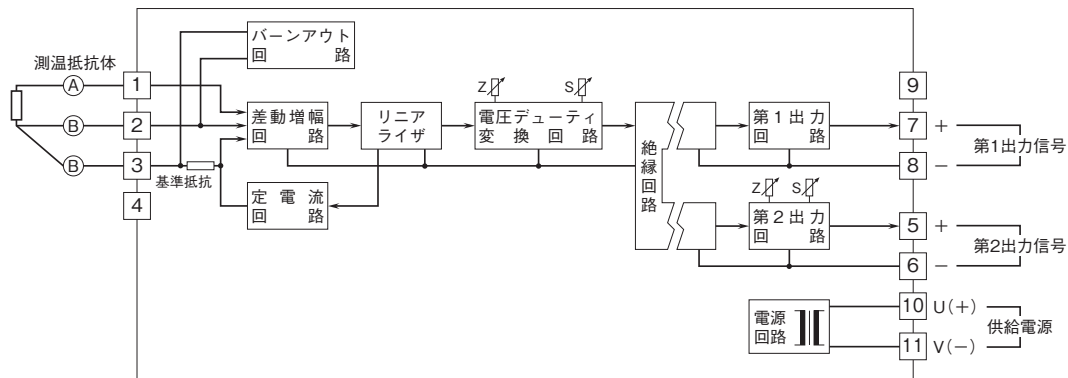 バーンアウト
回路
測温抵抗体
A
B
B
1
2
3
4
基準抵抗
差動増幅
回路
リニア
ライザ
Z
S
電圧デューティ
変換回路
定電流
回路
絶縁回路
第1出力
回路
Z
S
第2出力
回路
電源
回路
9
7
+
8
−
第1出力信号
5
+
6
−
第2出力信号
10
U(+)
11
V(−)
供給電源